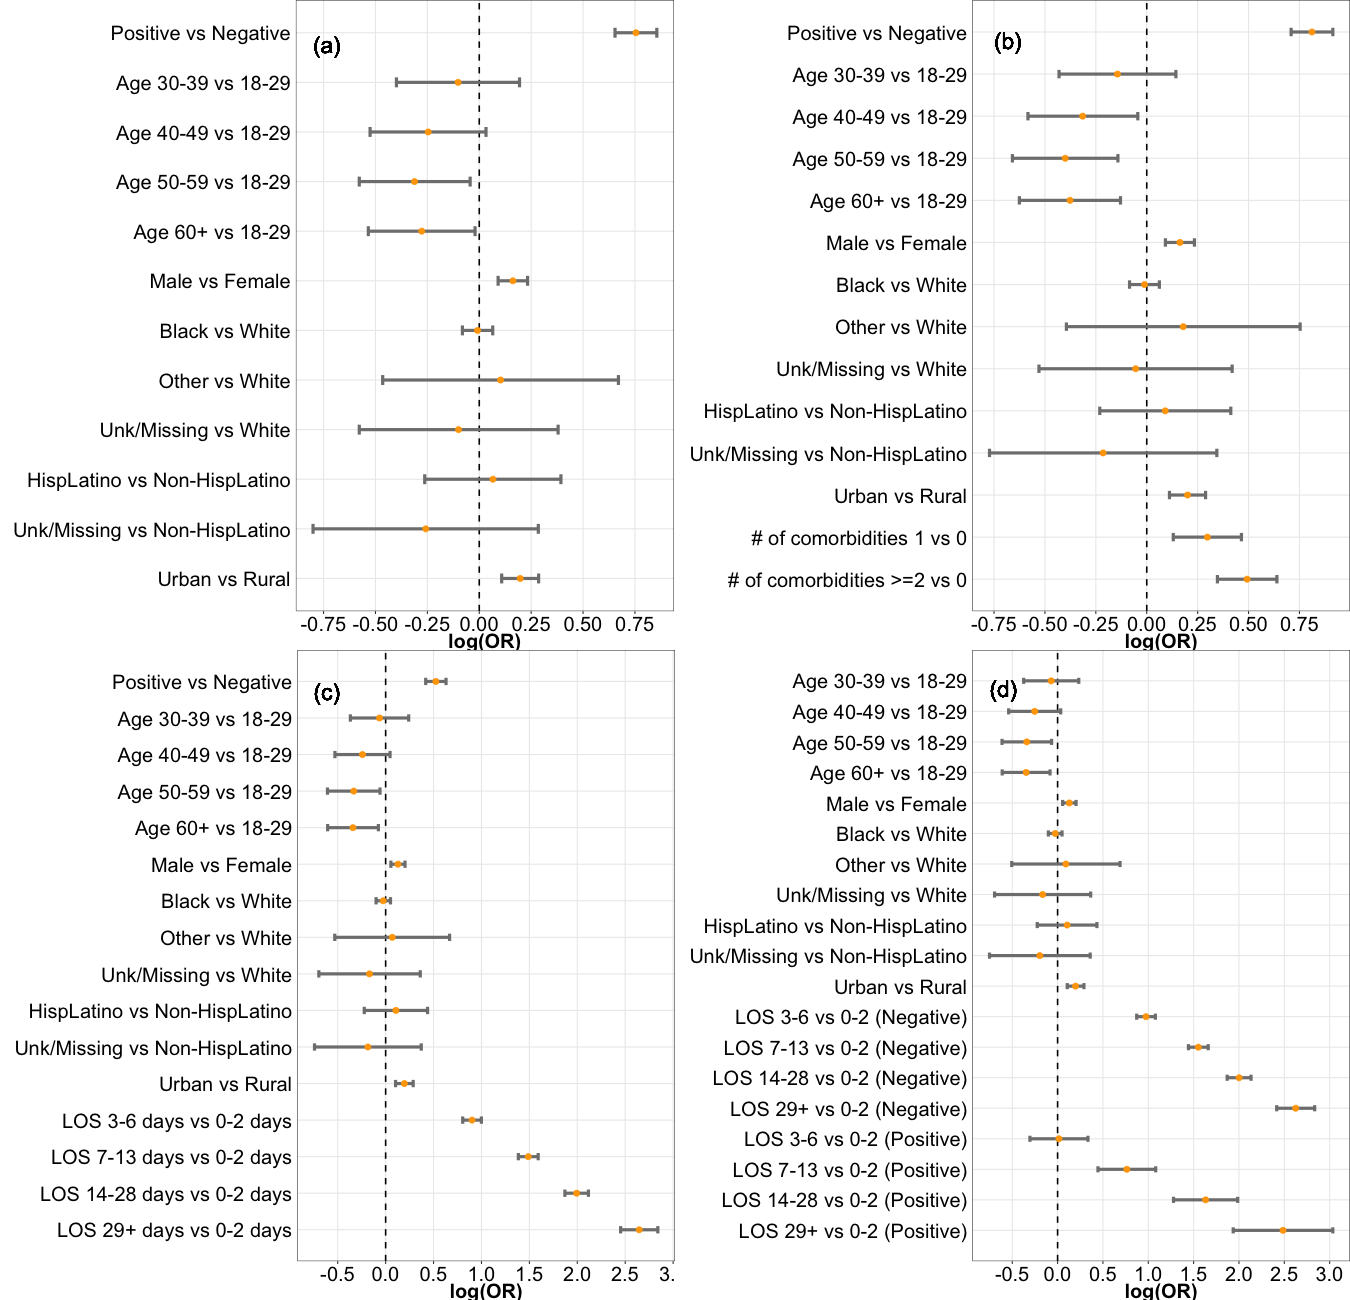 (a)
Positive vs Negative
Age 30-39 vs 18-29
Age 40-49 vs 18-29
Age 50-59 vs 18-29
Age 60+ vs 18-29
Male vs Female
Black vs White
Other vs White
Unk/Missing vs White
HispLatino vs Non-HispLatino
Unk/Missing vs Non-HispLatino
Urban vs Rural
-0.75 -0.50 -0.25 0.00 0.25 0.50 0.75
log(OR)
(b)
Positive vs Negative
Age 30-39 vs 18-29
Age 40-49 vs 18-29
Age 50-59 vs 18-29
Age 60+ vs 18-29
Male vs Female
Black vs White
Other vs White
Unk/Missing vs White
HispLatino vs Non-HispLatino
Unk/Missing vs Non-HispLatino
Urban vs Rural
# of comorbidities 1 vs 0
# of comorbidities >=2 vs 0
-0.75 -0.50 -0.25 0.00 0.25 0.50 0.75
log(OR)
(c)
Positive vs Negative
Age 30-39 vs 18-29
Age 40-49 vs 18-29
Age 50-59 vs 18-29
Age 60+ vs 18-29
Male vs Female
Black vs White
Other vs White
Unk/Missing vs White
HispLatino vs Non-HispLatino
Unk/Missing vs Non-HispLatino
Urban vs Rural
LOS 3-6 days vs 0-2 days
LOS 7-13 days vs 0-2 days
LOS 14-28 days vs 0-2 days
LOS 29+ days vs 0-2 days
-0.5 0.0 0.5 1.0 1.5 2.0 2.5 3.
log(OR)
(d)
Age 30-39 vs 18-29
Age 40-49 vs 18-29
Age 50-59 vs 18-29
Age 60+ vs 18-29
Male vs Female
Black vs White
Other vs White
Unk/Missing vs White
HispLatino vs Non-HispLatino
Unk/Missing vs Non-HispLatino
Urban vs Rural
LOS 3-6 vs 0-2 (Negative)
LOS 7-13 vs 0-2 (Negative)
LOS 14-28 vs 0-2 (Negative)
LOS 29+ vs 0-2 (Negative)
LOS 3-6 vs 0-2 (Positive)
LOS 7-13 vs 0-2 (Positive)
LOS 14-28 vs 0-2 (Positive)
LOS 29+ vs 0-2 (Positive)
-0.5 0.0 0.5 1.0 1.5 2.0 2.5 3.0
log(OR)